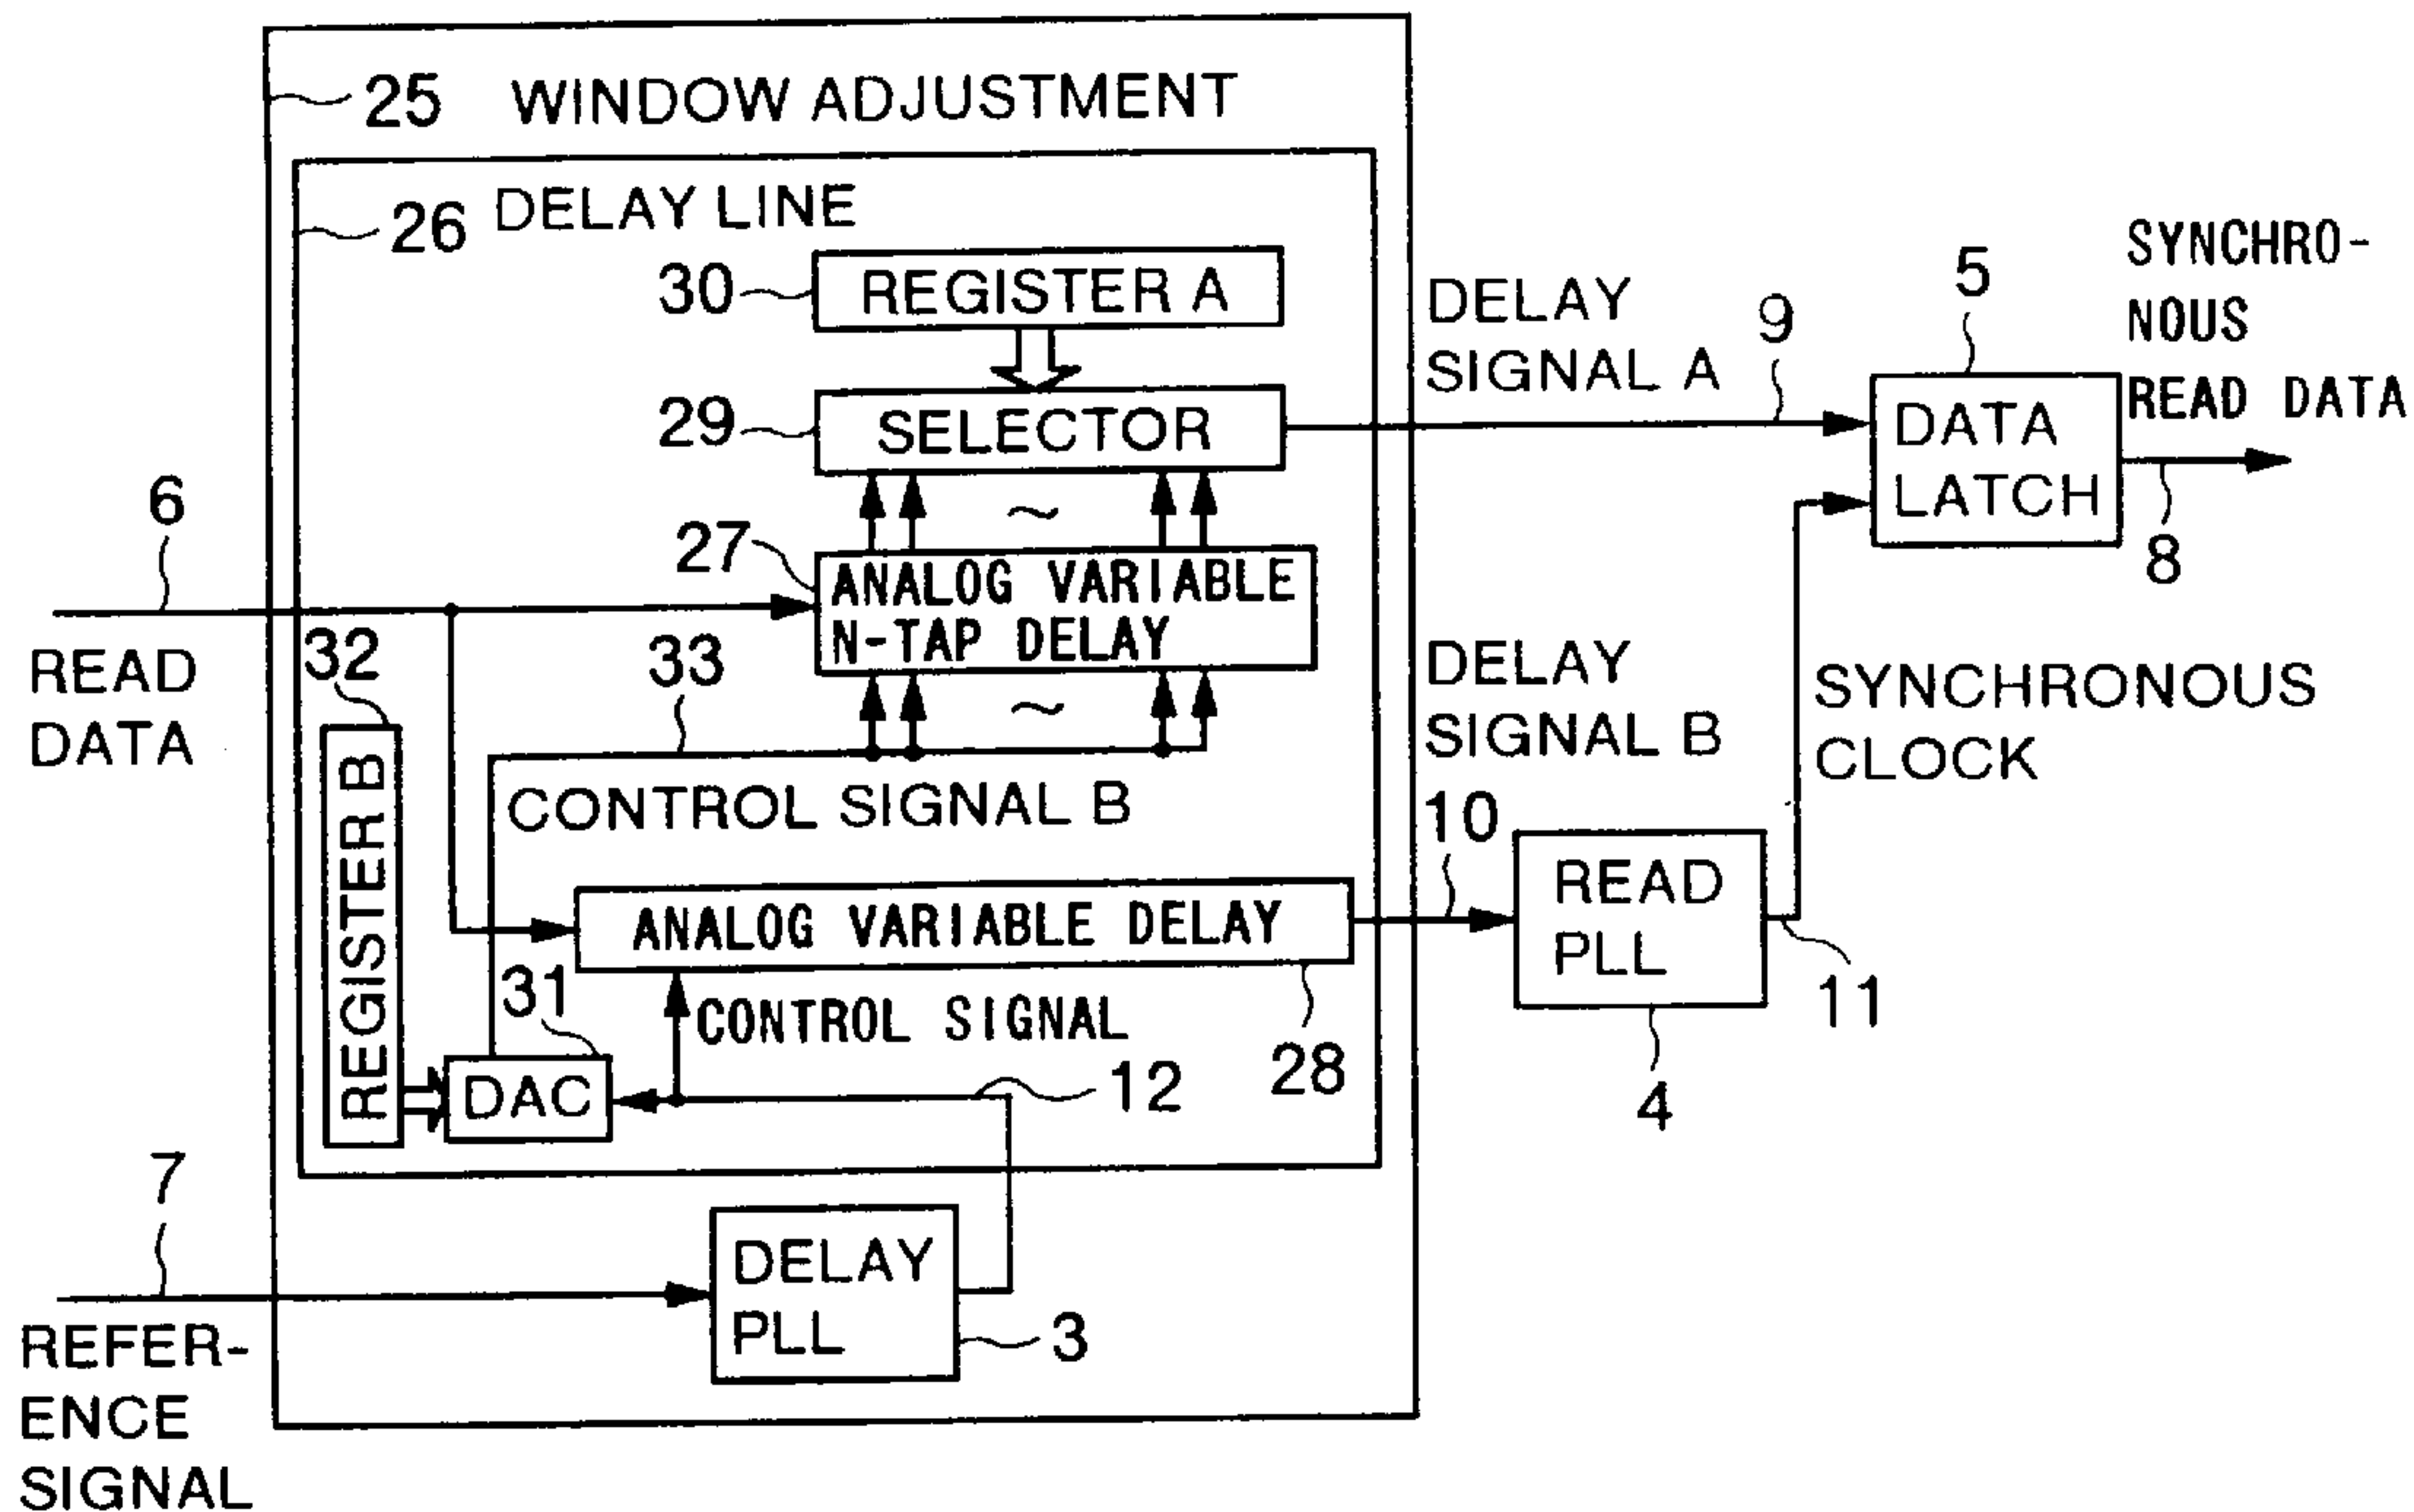 25 WINDOW ADJUSTMENT
26 DELAY LINE
30 REGISTER A
29 SELECTOR
27 ANALOG VARIABLE
N-TAP DELAY
~
~
6
READ
DATA
32
REGISTER B
33
CONTROL SIGNAL B
ANALOG VARIABLE DELAY
28
31
DAC
CONTROL SIGNAL
12
7
REFER-
ENCE
SIGNAL
DELAY
PLL
3
DELAY
SIGNAL A
9
5
DATA
LATCH
SYNCHRO-
NOUS
READ DATA
8
DELAY
SIGNAL B
10
READ
PLL
4
11
SYNCHRONOUS
CLOCK